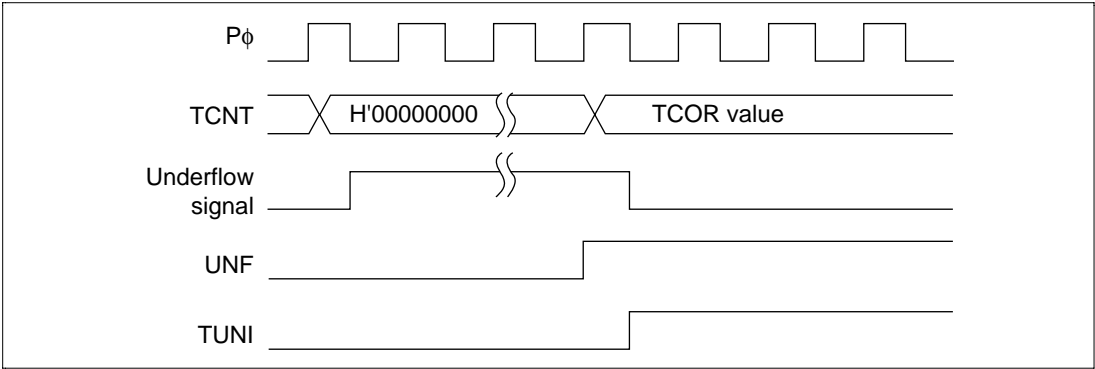 Pϕ
TCNT
H'00000000
TCOR value
Underflow
signal
UNF
TUNI